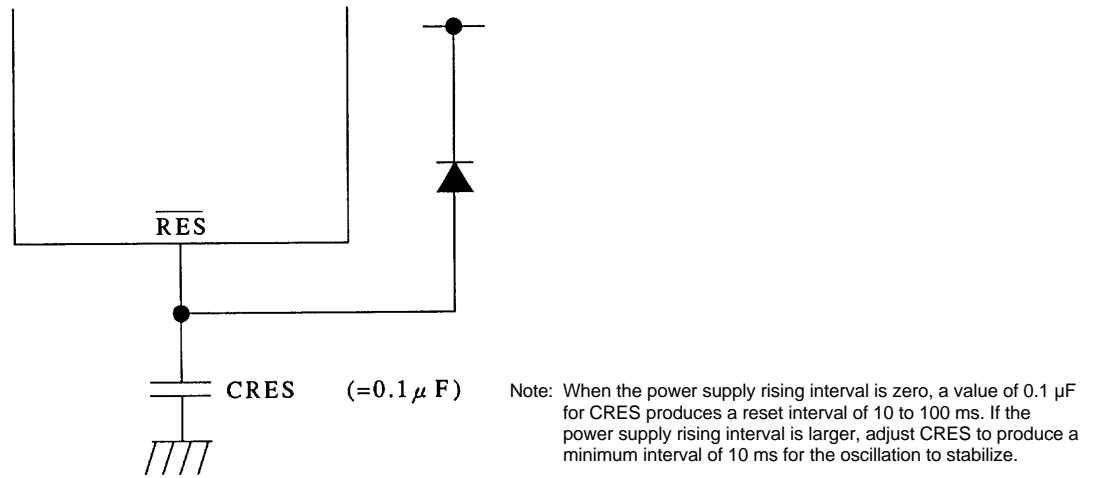 RES
CRES (=0.1 μ F)
Note: When the power supply rising interval is zero, a value of 0.1 µF
for CRES produces a reset interval of 10 to 100 ms. If the
power supply rising interval is larger, adjust CRES to produce a
minimum interval of 10 ms for the oscillation to stabilize.